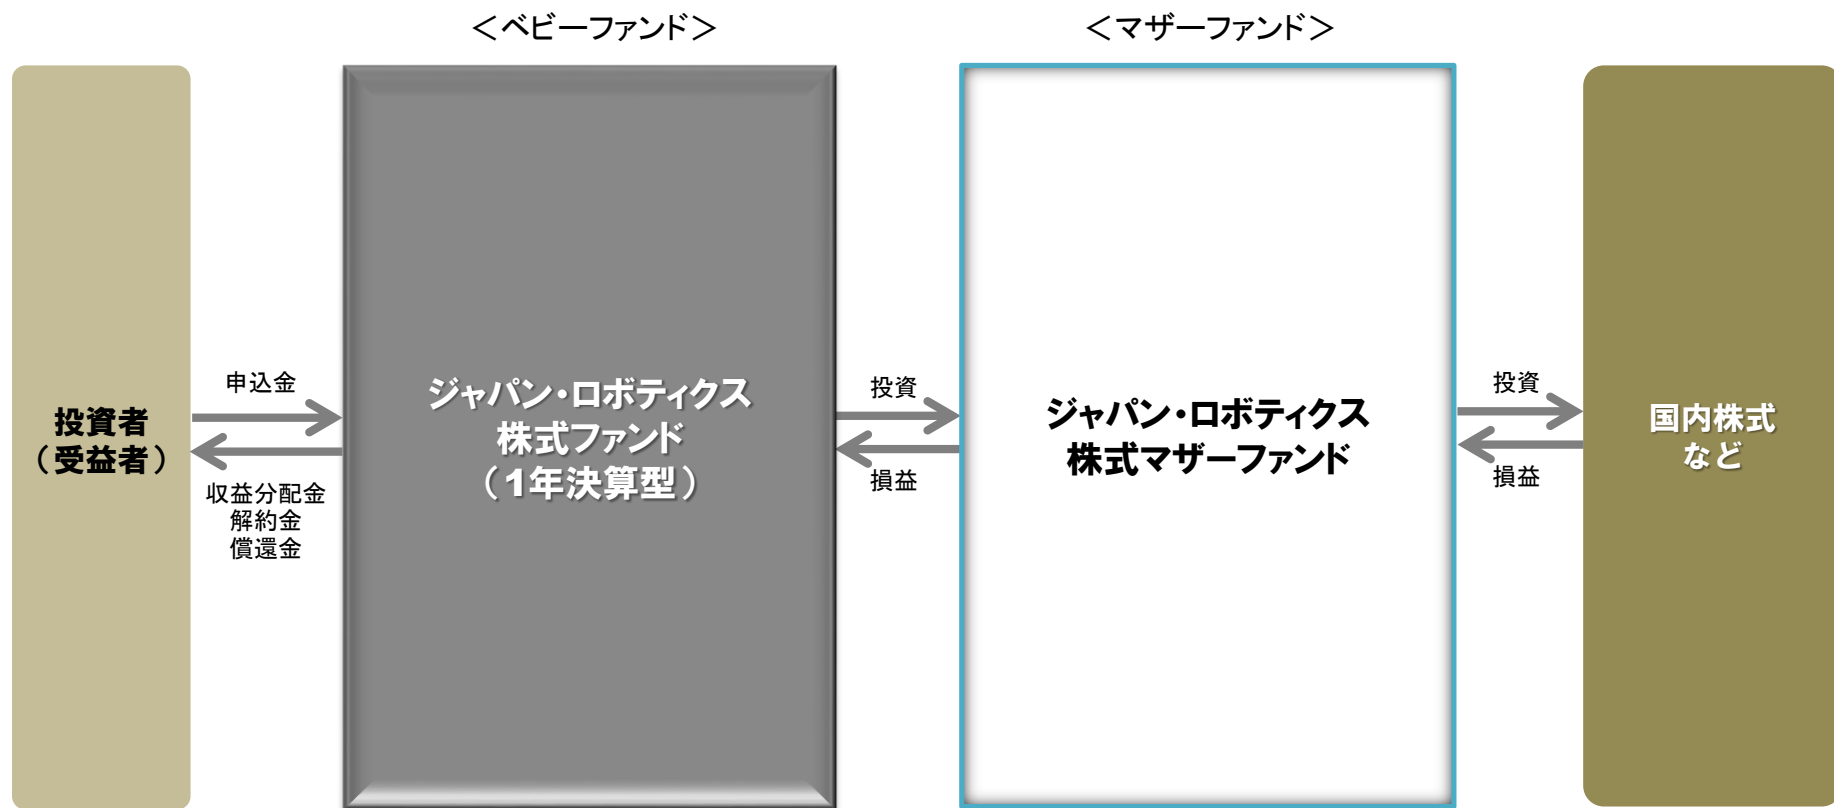 ＜ベビーファンド＞
＜マザーファンド＞
投資者
（受益者）
申込金
収益分配金
解約金
償還金
ジャパン・ロボティクス
株式ファンド
（1年決算型）
投資
損益
ジャパン・ロボティクス
株式マザーファンド
投資
損益
国内株式
など